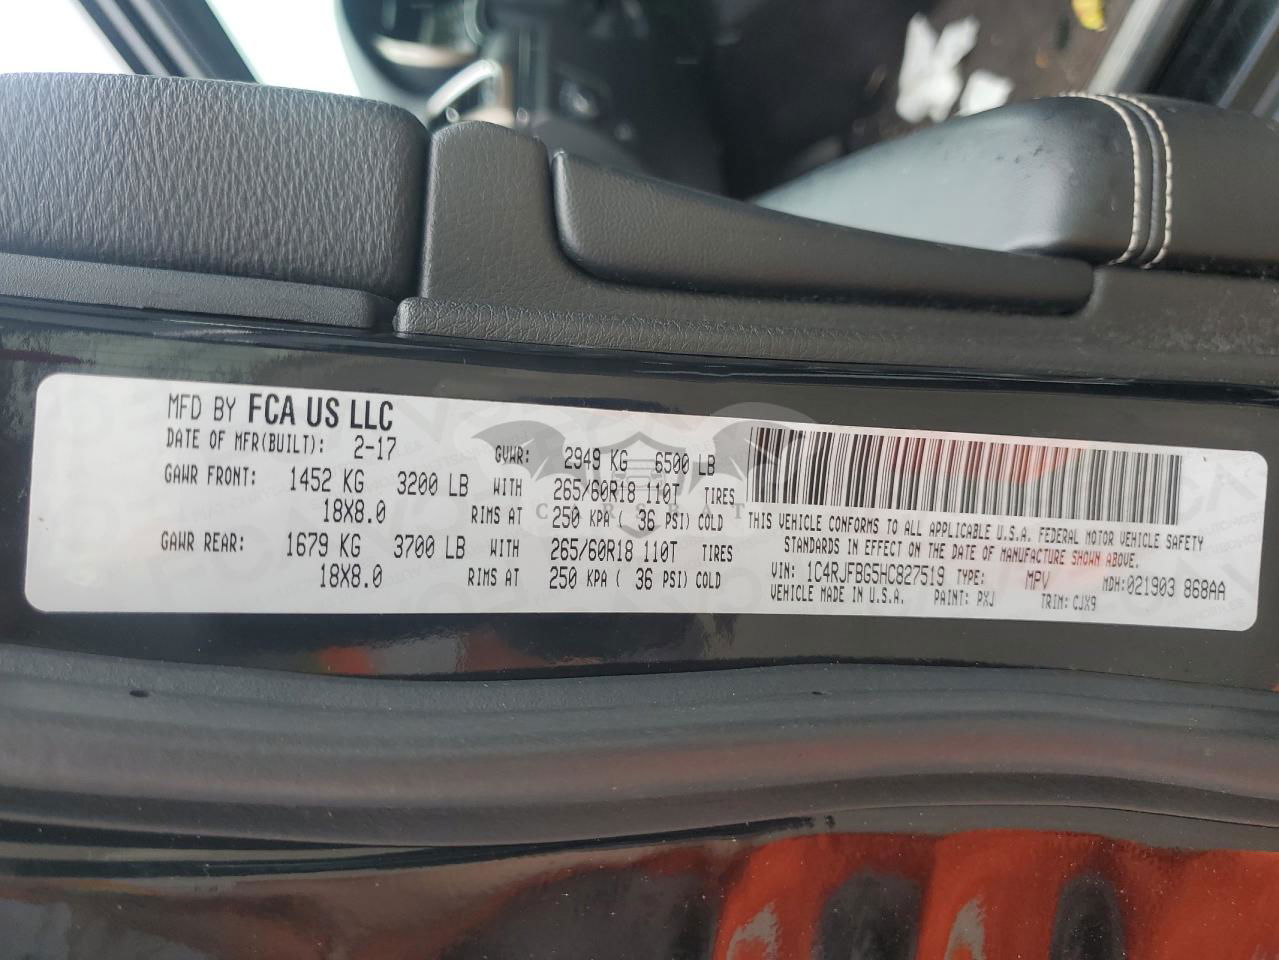 MFD BY FCA US LLC
DATE OF MFR(BUILT): 2-17 GVWR: 2949 KG 6500 LB
GAWR FRONT: 1452 KG 3200 LB WITH 265/60R18 110T TIRES
18X8.0 RIMS AT 250 KPA ( 36 PSI) COLD
GAWR REAR: 1679 KG 3700 LB WITH 265/60R18 110T TIRES
18X8.0 RIMS AT 250 KPA ( 36 PSI) COLD
THIS VEHICLE CONFORMS TO ALL APPLICABLE U.S.A. FEDERAL MOTOR VEHICLE SAFETY
STANDARDS IN EFFECT ON THE DATE OF MANUFACTURE SHOWN ABOVE.
VIN: 1C4RJFBG5HC827519 TYPE: MPV MDH:021903 868AA
VEHICLE MADE IN U.S.A. PAINT: PXJ TRIM: CJX9